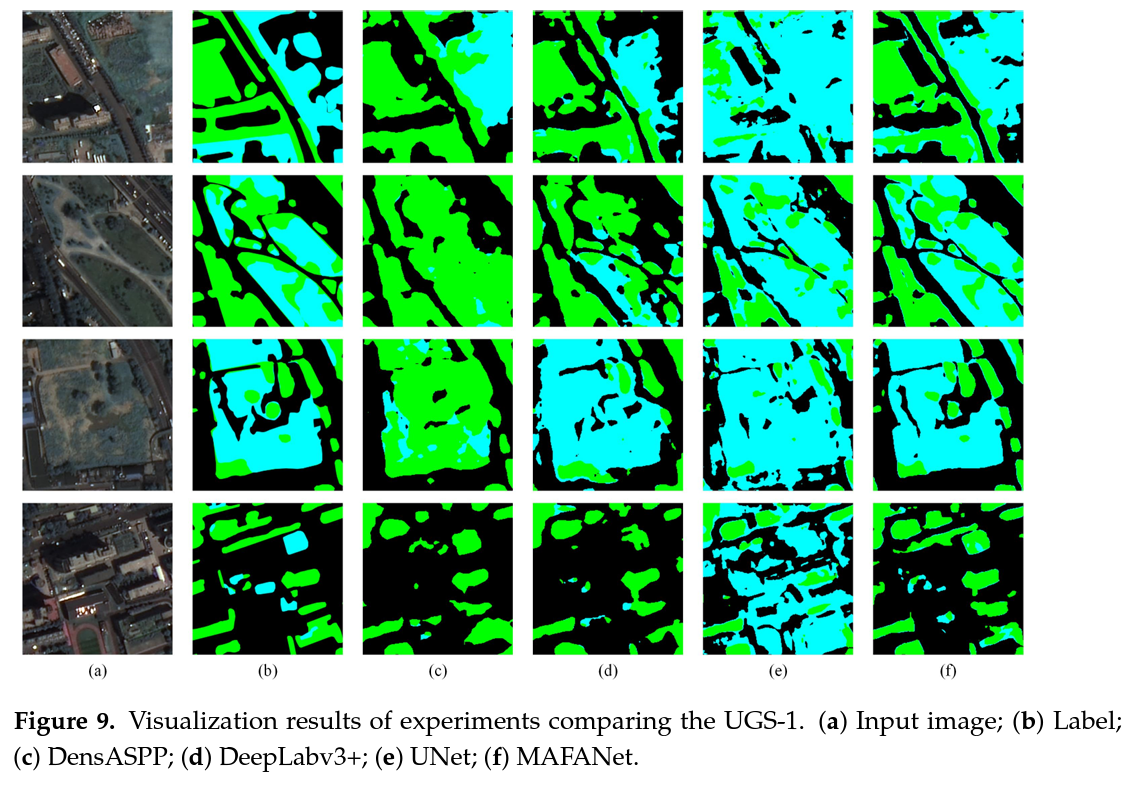 (a) (b) (c) (d) (e) (f)
Figure 9. Visualization results of experiments comparing the UGS-1. (a) Input image; (b) Label;
(c) DensASPP; (d) DeepLabv3+; (e) UNet; (f) MAFANet.